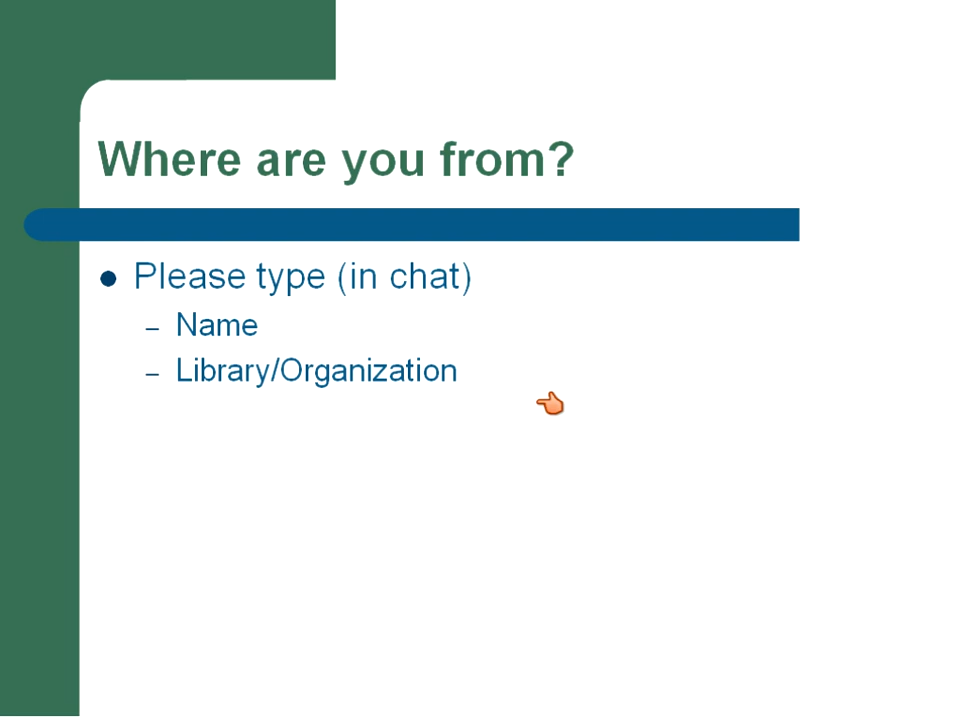 Where are you from?
● Please type (in chat)
– Name
– Library/Organization